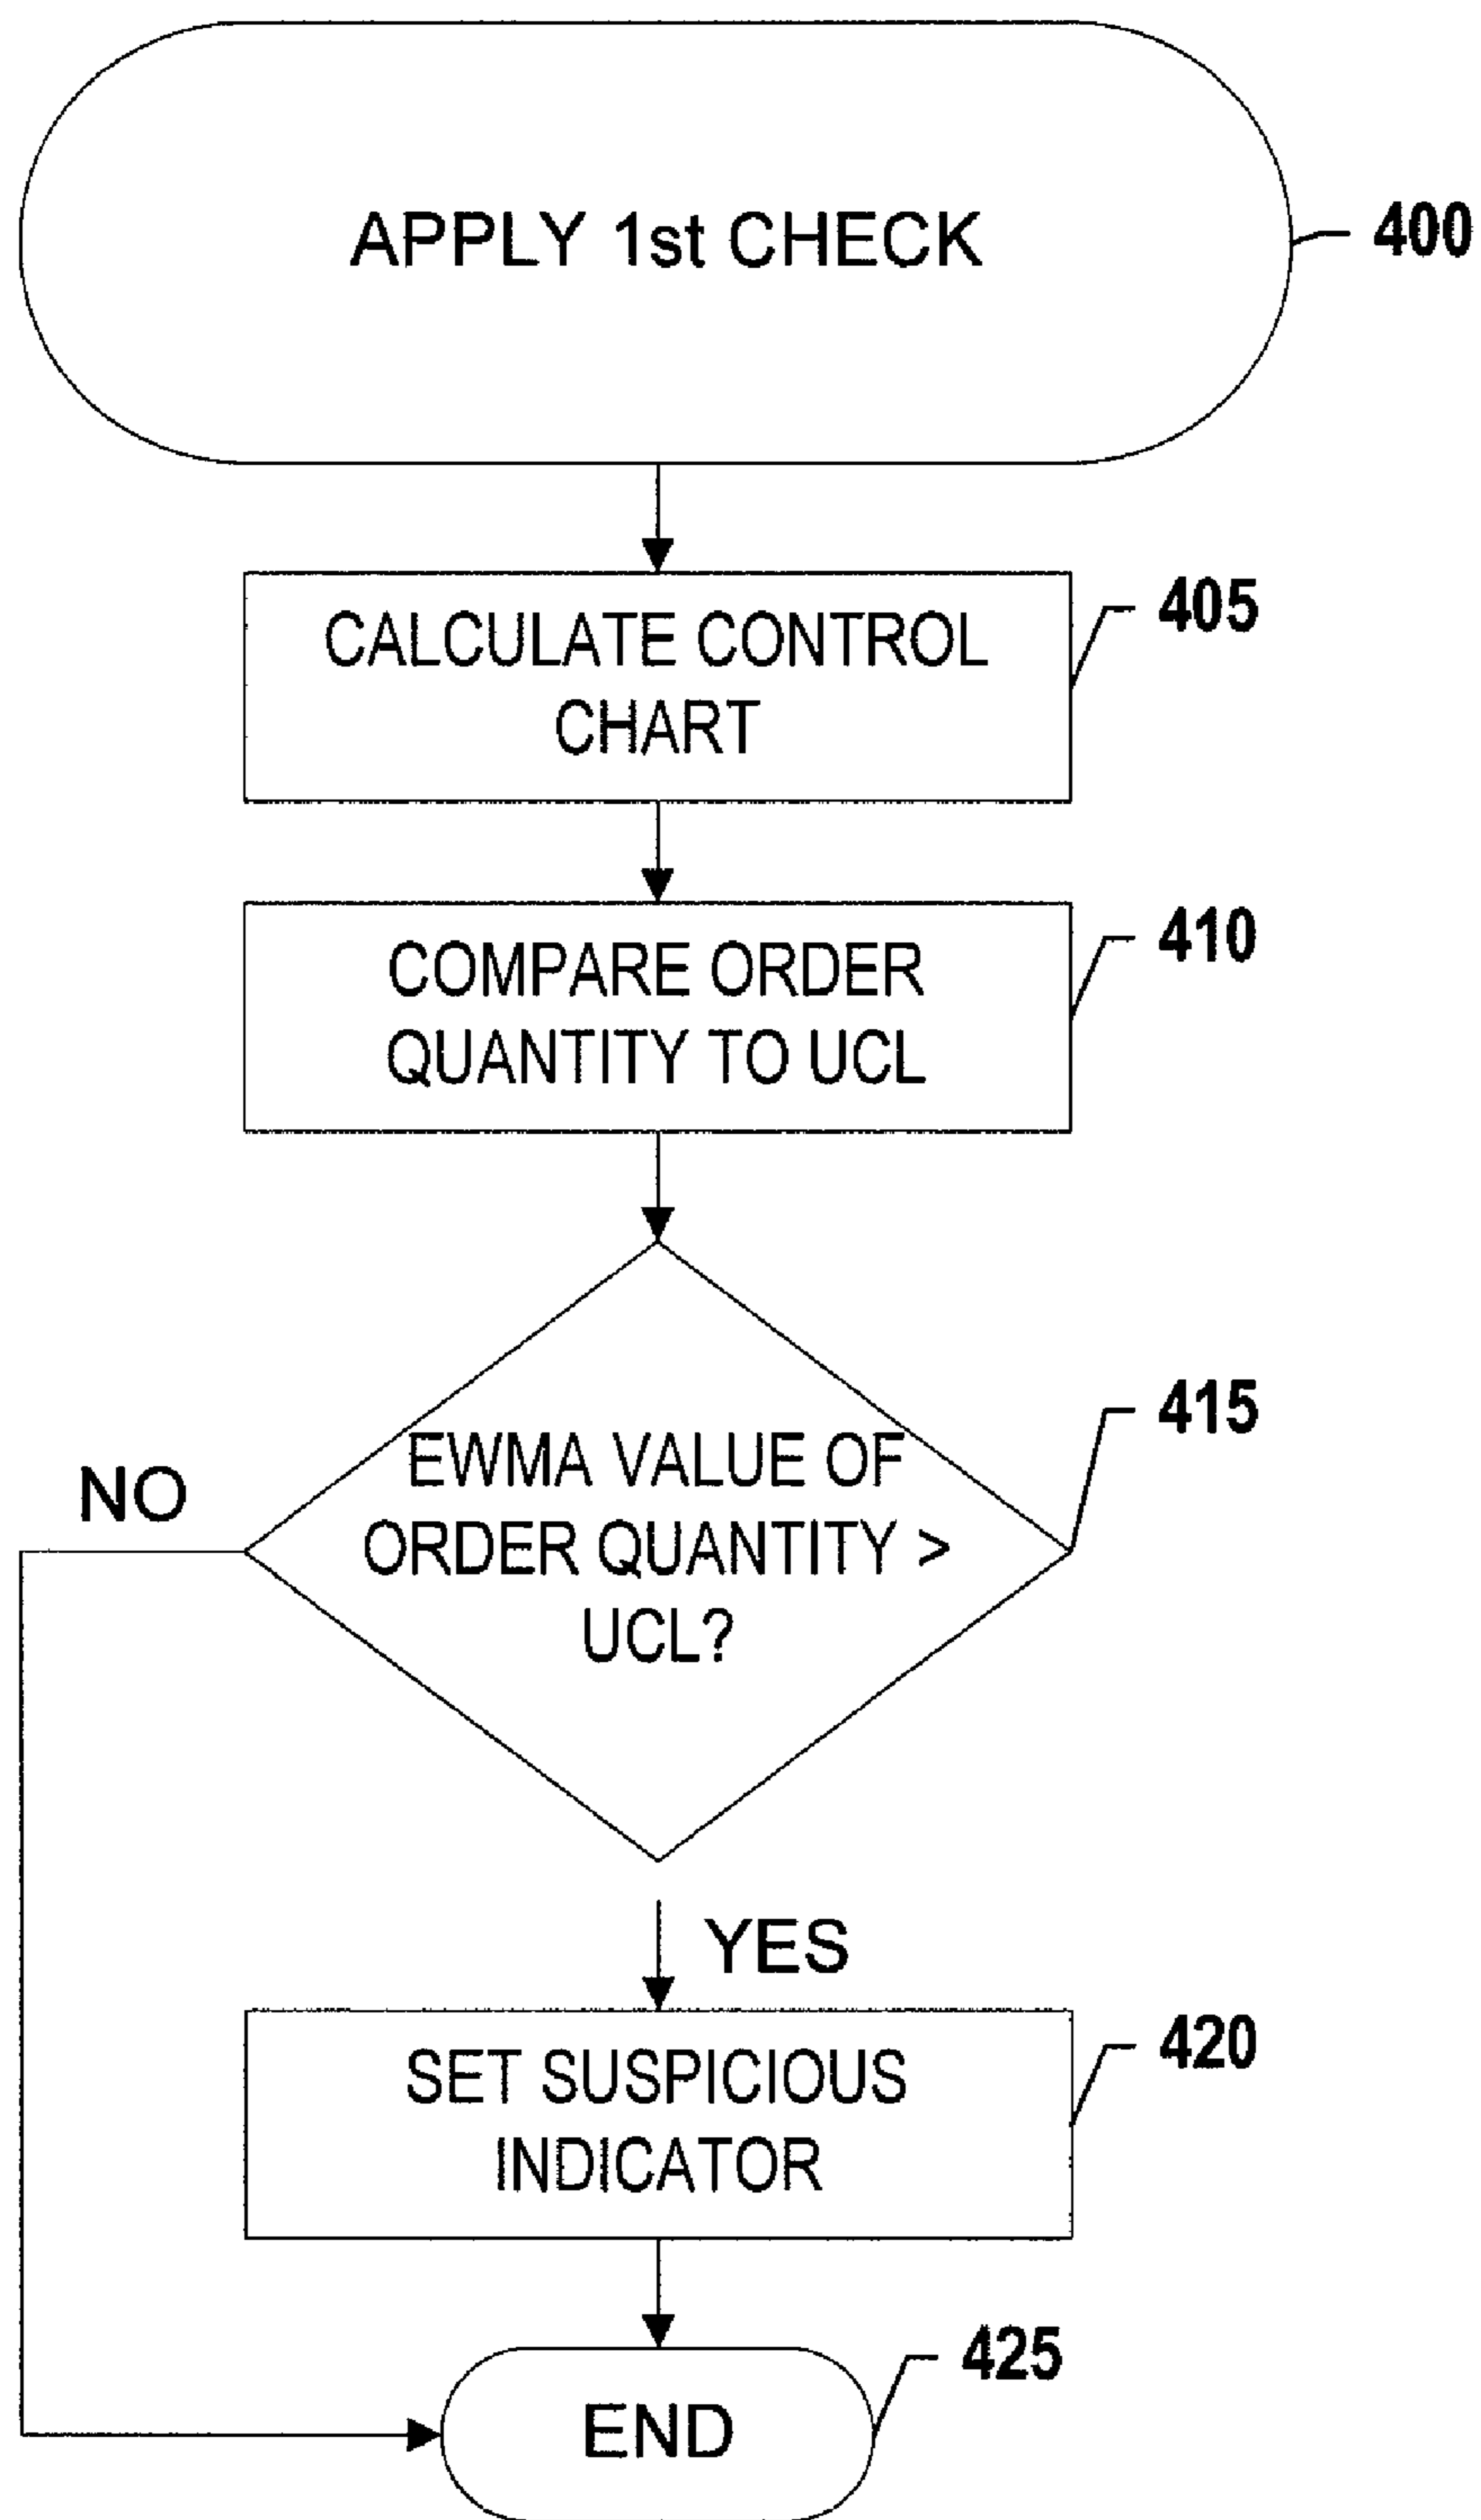 APPLY 1st CHECK
400
CALCULATE CONTROL
CHART
405
COMPARE ORDER
QUANTITY TO UCL
410
EWMA VALUE OF
ORDER QUANTITY >
UCL?
415
NO
YES
SET SUSPICIOUS
INDICATOR
420
END
425